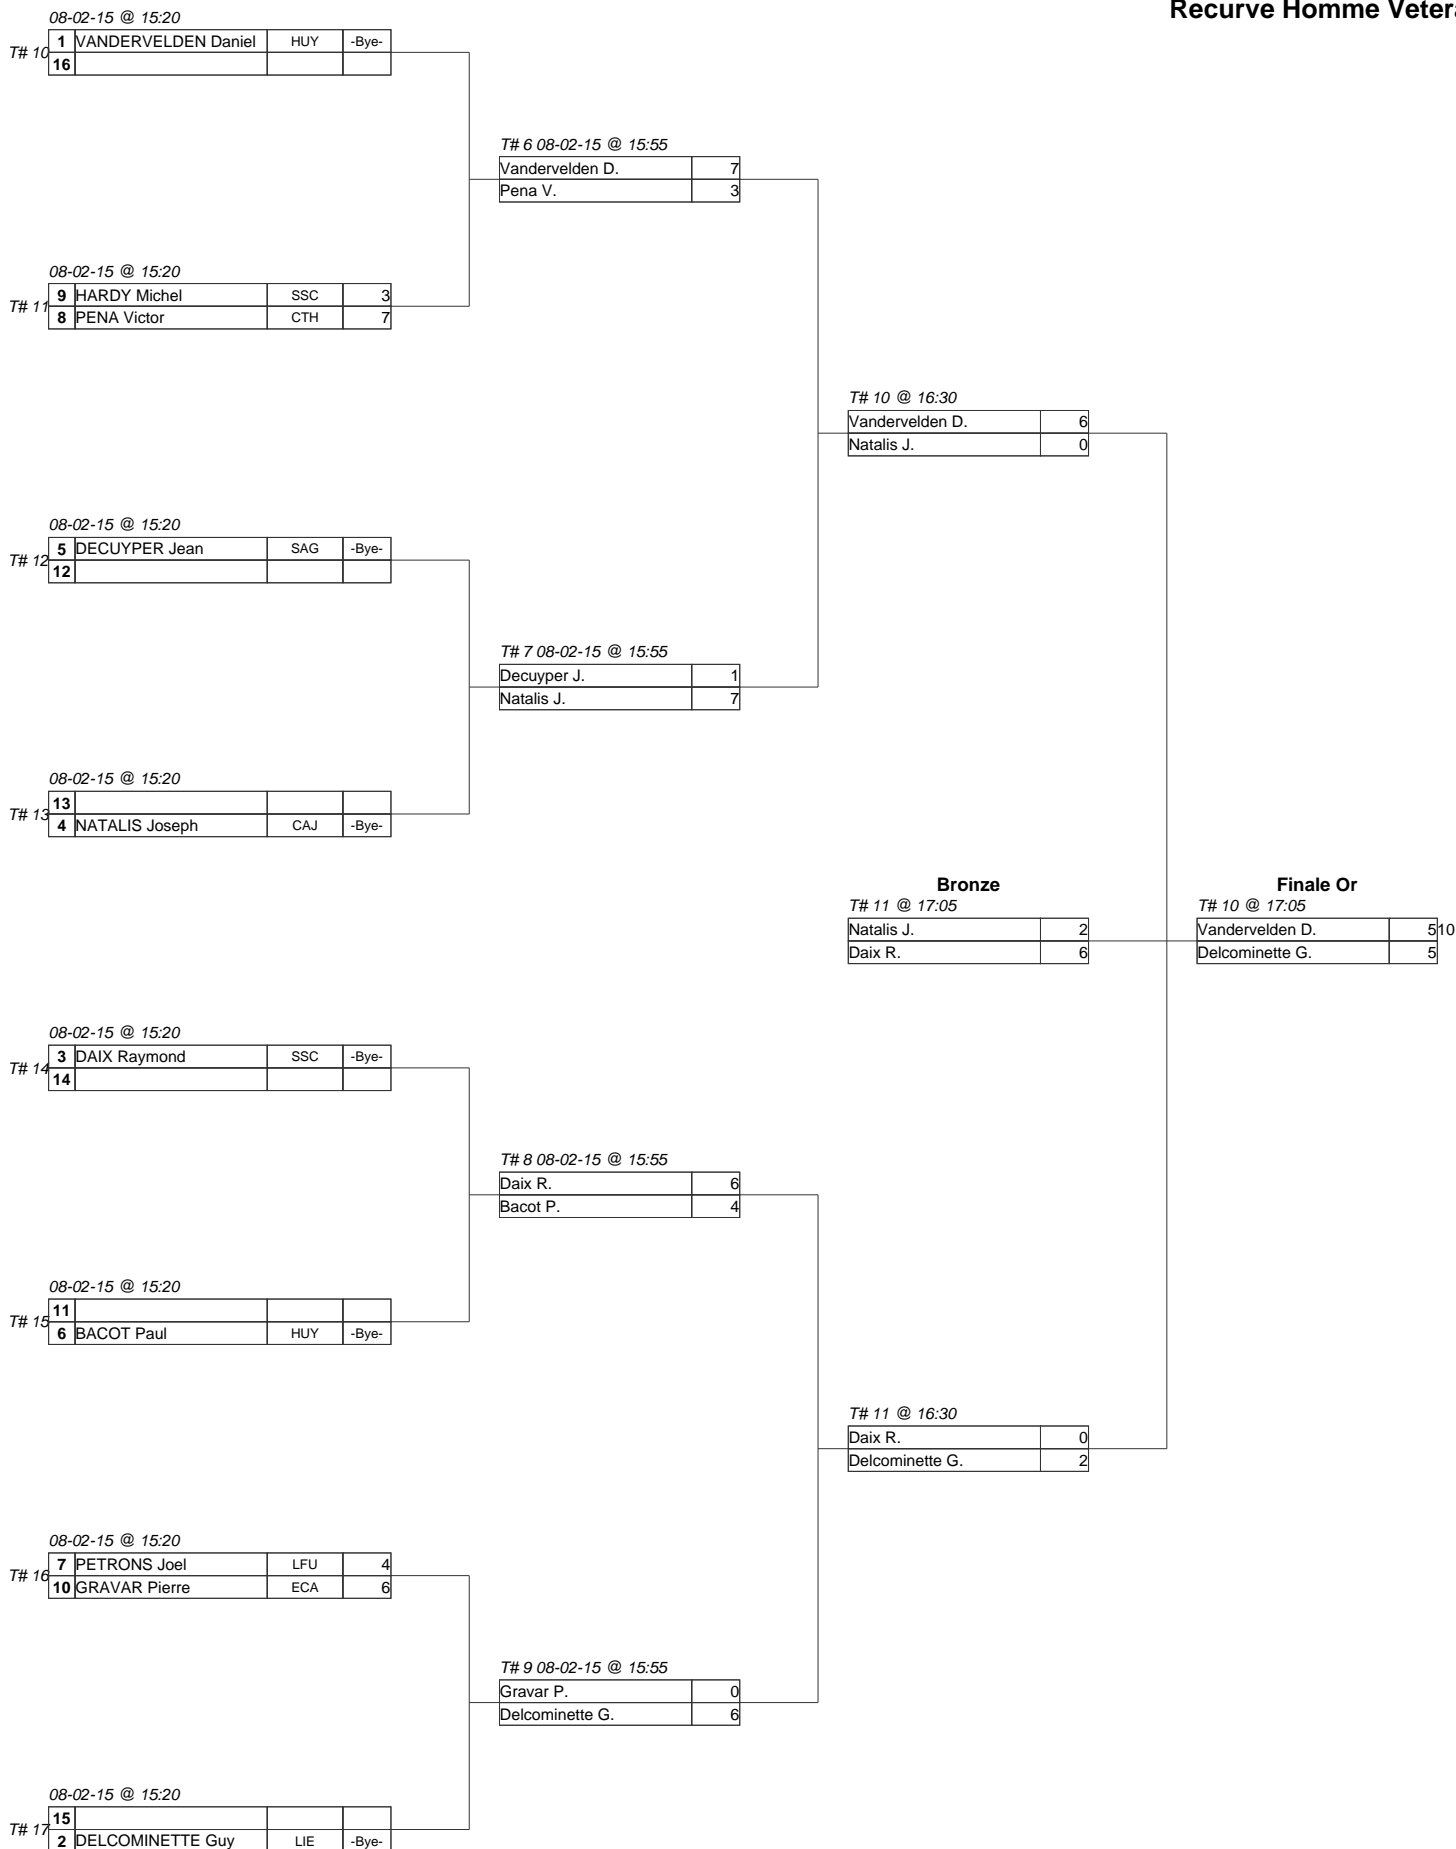 Recurve Homme Vetera
08-02-15 @ 15:20
T# 10
1 VANDERVELDEN Daniel HUY -Bye-
16
T# 6 08-02-15 @ 15:55
Vandervelden D. 7
Pena V. 3
08-02-15 @ 15:20
T# 11
9 HARDY Michel SSC 3
8 PENA Victor CTH 7
T# 10 @ 16:30
Vandervelden D. 6
Natalis J. 0
08-02-15 @ 15:20
T# 12
5 DECUYPER Jean SAG -Bye-
12
T# 7 08-02-15 @ 15:55
Decuyper J. 1
Natalis J. 7
08-02-15 @ 15:20
T# 13
13
4 NATALIS Joseph CAJ -Bye-
Bronze
T# 11 @ 17:05
Natalis J. 2
Daix R. 6
Finale Or
T# 10 @ 17:05
Vandervelden D. 5 10
Delcominette G. 5
08-02-15 @ 15:20
T# 14
3 DAIX Raymond SSC -Bye-
14
T# 8 08-02-15 @ 15:55
Daix R. 6
Bacot P. 4
08-02-15 @ 15:20
T# 15
11
6 BACOT Paul HUY -Bye-
T# 11 @ 16:30
Daix R. 0
Delcominette G. 2
08-02-15 @ 15:20
T# 16
7 PETRONS Joel LFU 4
10 GRAVAR Pierre ECA 6
T# 9 08-02-15 @ 15:55
Gravar P. 0
Delcominette G. 6
08-02-15 @ 15:20
T# 17
15
2 DELCOMINETTE Guy LIE -Bye-